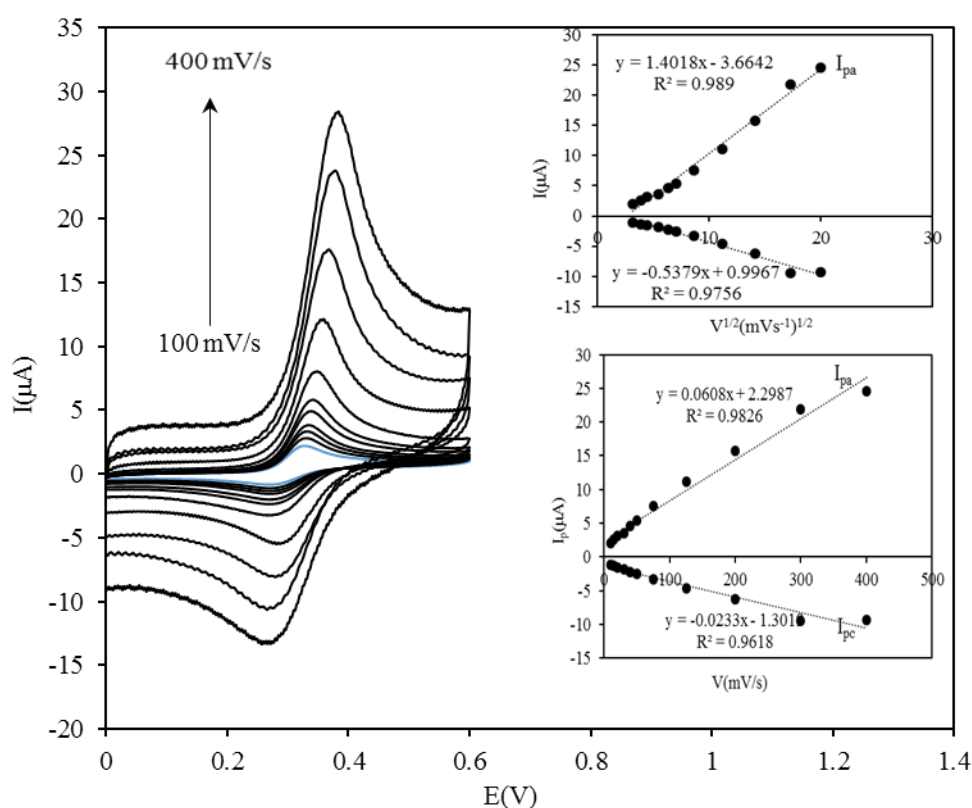 35
30
25
20
15
10
5
0
-5
-10
-15
-20
I(µA)
400 mV/s
100 mV/s
0
0.2
0.4
0.6
0.8
1
1.2
1.4
E(V)
30
25
20
15
10
5
0
-5
-10
-15
I(µA)
y = 1.4018x - 3.6642
R² = 0.989
Ipa
0
10
20
30
y = -0.5379x + 0.9967
R² = 0.9756
V1/2(mVs-1)1/2
30
25
20
15
10
5
0
-5
-10
-15
Ip(µA)
Ipa
y = 0.0608x + 2.2987
R² = 0.9826
0
100
200
300
400
500
y = -0.0233x - 1.301
R² = 0.9618
Ipc
V(mV/s)